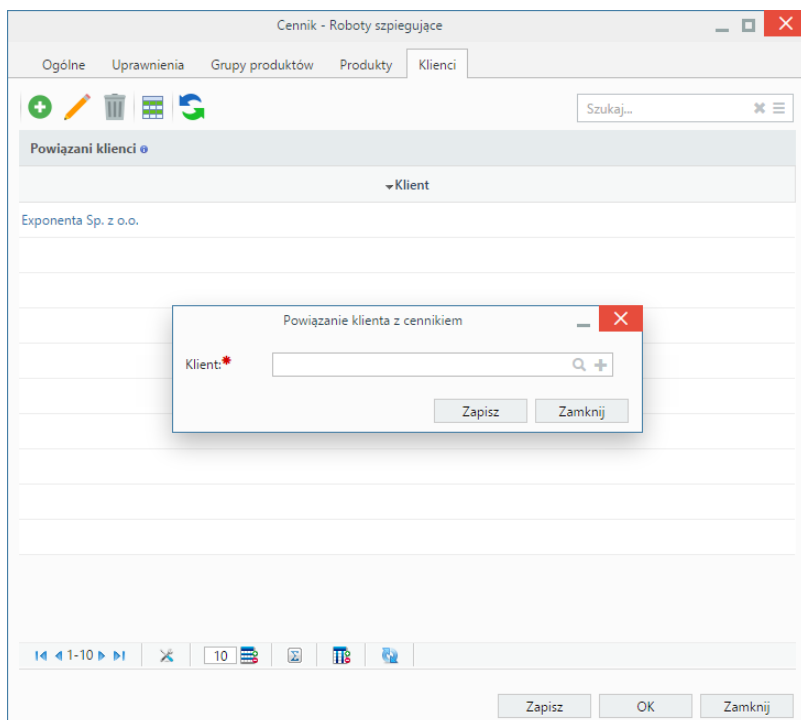 Cennik - Roboty szpiegujące
Ogólne Uprawnienia Grupy produktów Produkty Klienci
Szukaj...
Powiązani klienci
Klient
Exponenta Sp. z o.o.
Powiązanie klienta z cennikiem
Klient:*
Zapisz Zamknij
1-10 10
Zapisz OK Zamknij